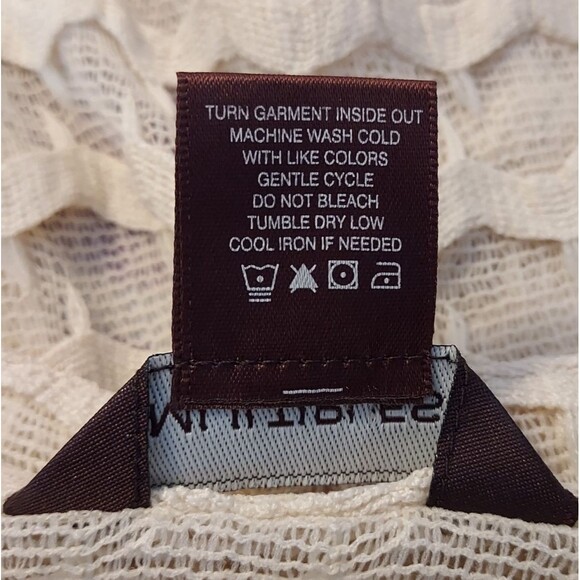 TURN GARMENT INSIDE OUT
MACHINE WASH COLD
WITH LIKE COLORS
GENTLE CYCLE
DO NOT BLEACH
TUMBLE DRY LOW
COOL IRON IF NEEDED